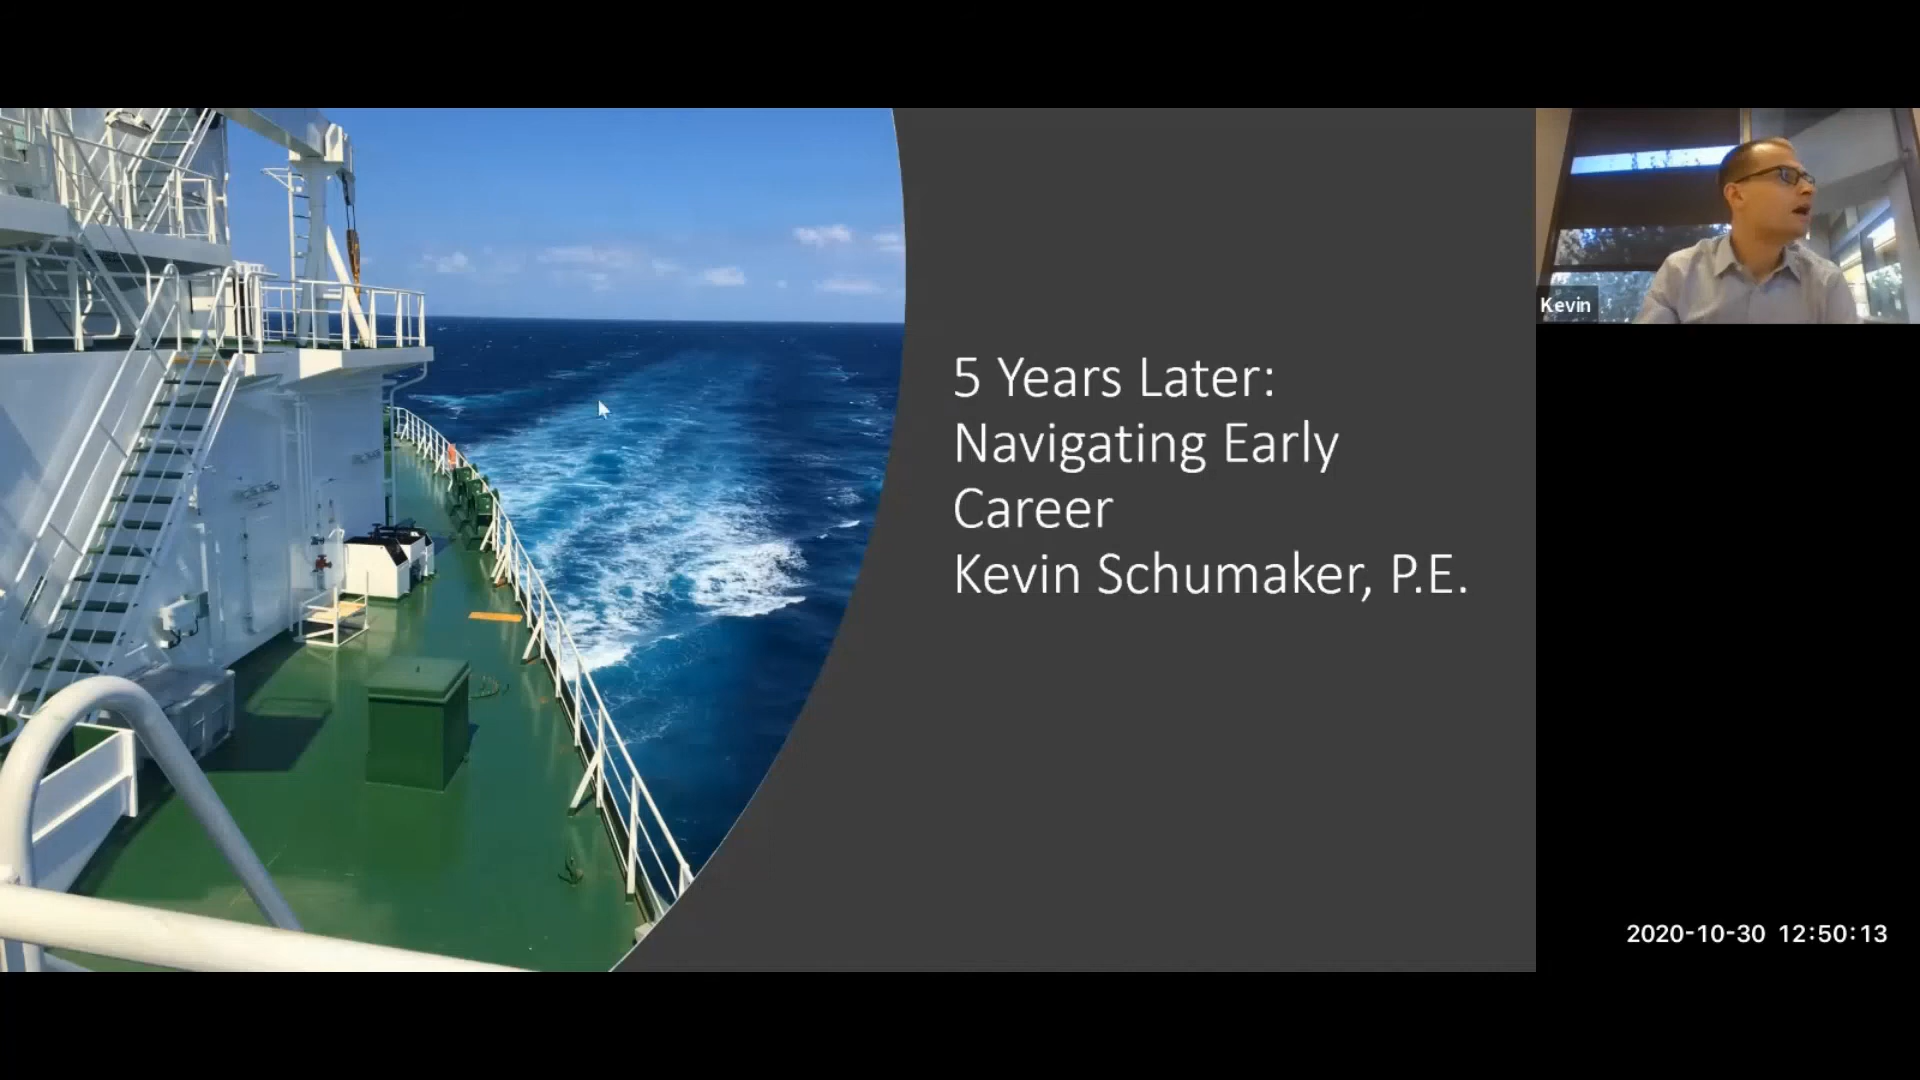 5 Years Later:
Navigating Early
Career
Kevin Schumaker, P.E.
Kevin
2020-10-30 12:50:13